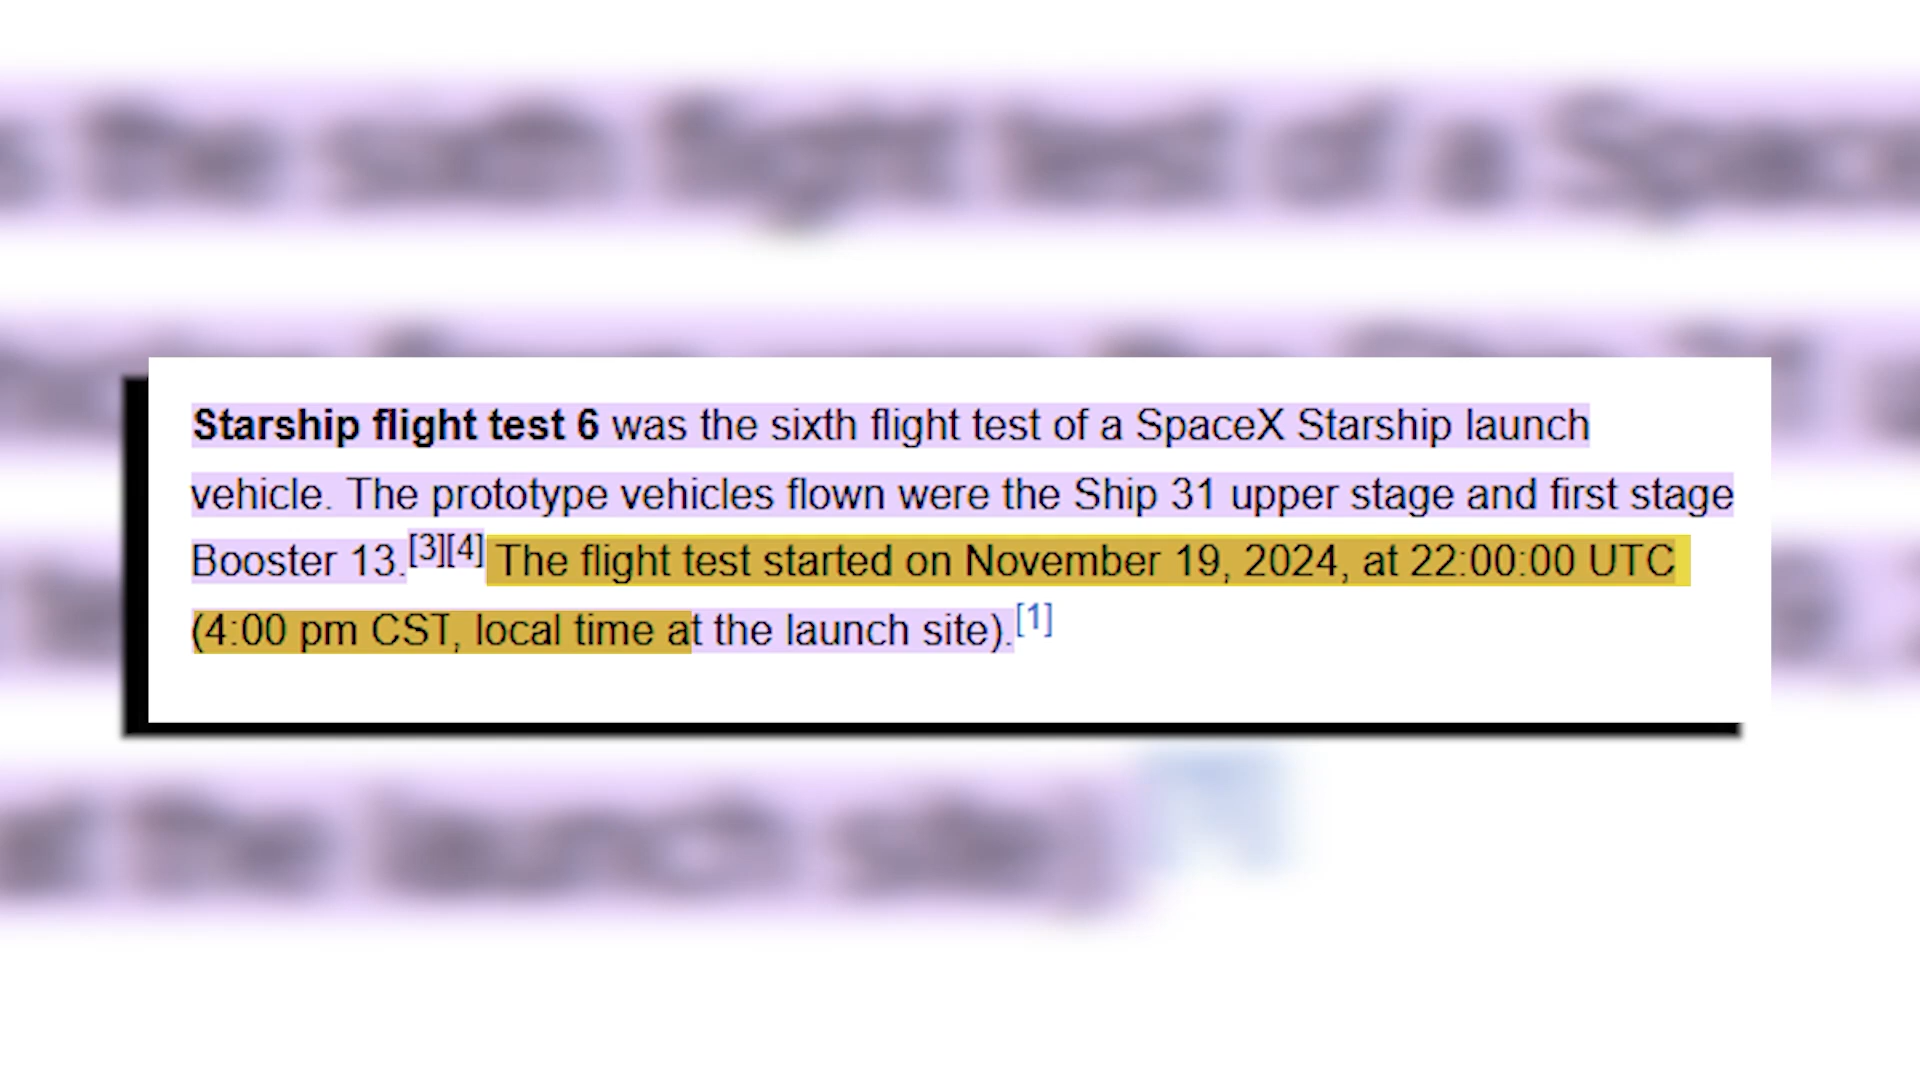 Starship flight test 6 was the sixth flight test of a SpaceX Starship launch
vehicle. The prototype vehicles flown were the Ship 31 upper stage and first stage
Booster 13.[3][4] The flight test started on November 19, 2024, at 22:00:00 UTC
(4:00 pm CST, local time at the launch site).[1]